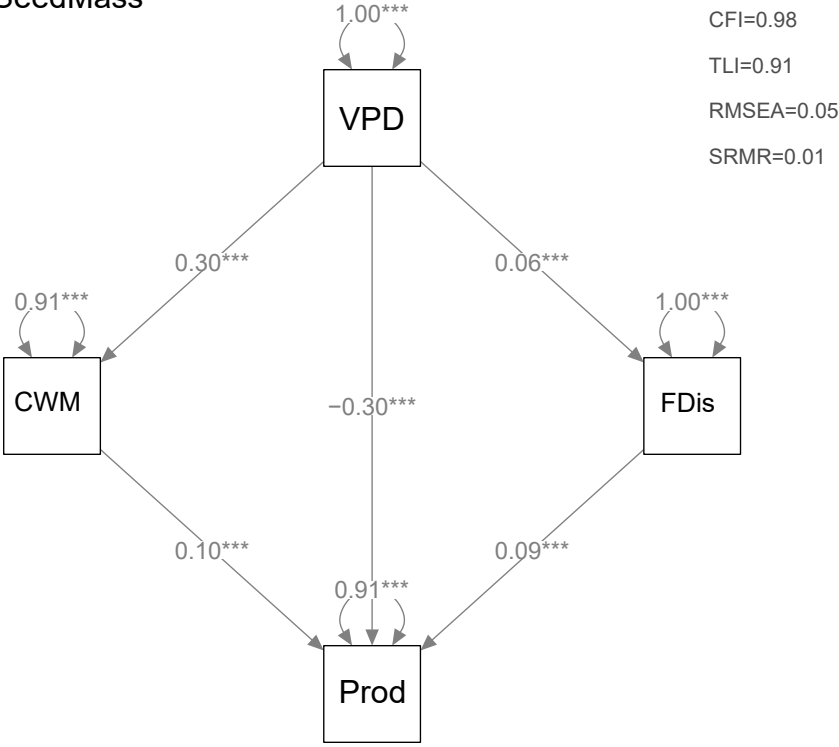 SeedMass
1.00***
CFI=0.98
TLI=0.91
RMSEA=0.05
SRMR=0.01
VPD
0.30***
0.06***
0.91***
1.00***
CWM
−0.30***
FDis
0.10***
0.09***
0.91***
Prod